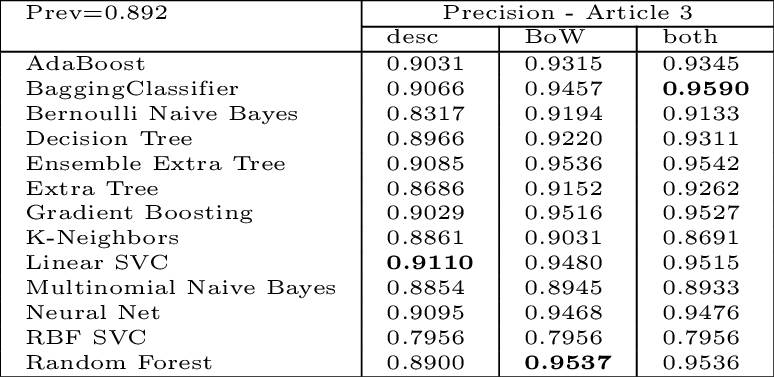 Prev=0.892 Precision - Article 3
desc BoW both
AdaBoost 0.9031 0.9315 0.9345
BaggingClassifier 0.9066 0.9457 0.9590
Bernoulli Naive Bayes 0.8317 0.9194 0.9133
Decision Tree 0.8966 0.9220 0.9311
Ensemble Extra Tree 0.9085 0.9536 0.9542
Extra Tree 0.8686 0.9152 0.9262
Gradient Boosting 0.9029 0.9516 0.9527
K-Neighbors 0.8861 0.9031 0.8691
Linear SVC 0.9110 0.9480 0.9515
Multinomial Naive Bayes 0.8854 0.8945 0.8933
Neural Net 0.9095 0.9468 0.9476
RBF SVC 0.7956 0.7956 0.7956
Random Forest 0.8900 0.9537 0.9536